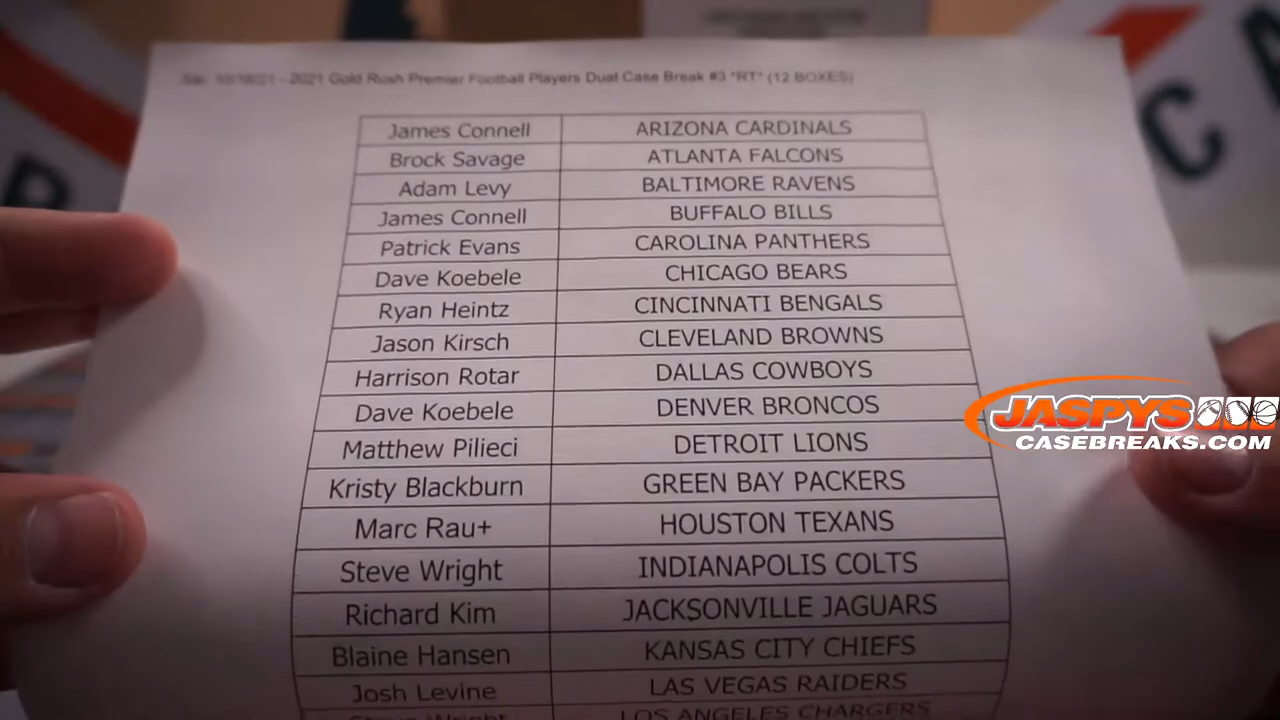 2021 Gold Rush Premier Football Players Dual Case Break #3 "RT" (12 BOXES)
James Connell ARIZONA CARDINALS
Brock Savage ATLANTA FALCONS
Adam Levy BALTIMORE RAVENS
James Connell BUFFALO BILLS
Patrick Evans CAROLINA PANTHERS
Dave Koebele CHICAGO BEARS
Ryan Heintz CINCINNATI BENGALS
Jason Kirsch CLEVELAND BROWNS
Harrison Rotar DALLAS COWBOYS
Dave Koebele DENVER BRONCOS
Matthew Pilieci DETROIT LIONS
Kristy Blackburn GREEN BAY PACKERS
Marc Rau+ HOUSTON TEXANS
Steve Wright INDIANAPOLIS COLTS
Richard Kim JACKSONVILLE JAGUARS
Blaine Hansen KANSAS CITY CHIEFS
Josh Levine LAS VEGAS RAIDERS
Steve Wright LOS ANGELES CHARGERS
JASPYS
CASEBREAKS.COM